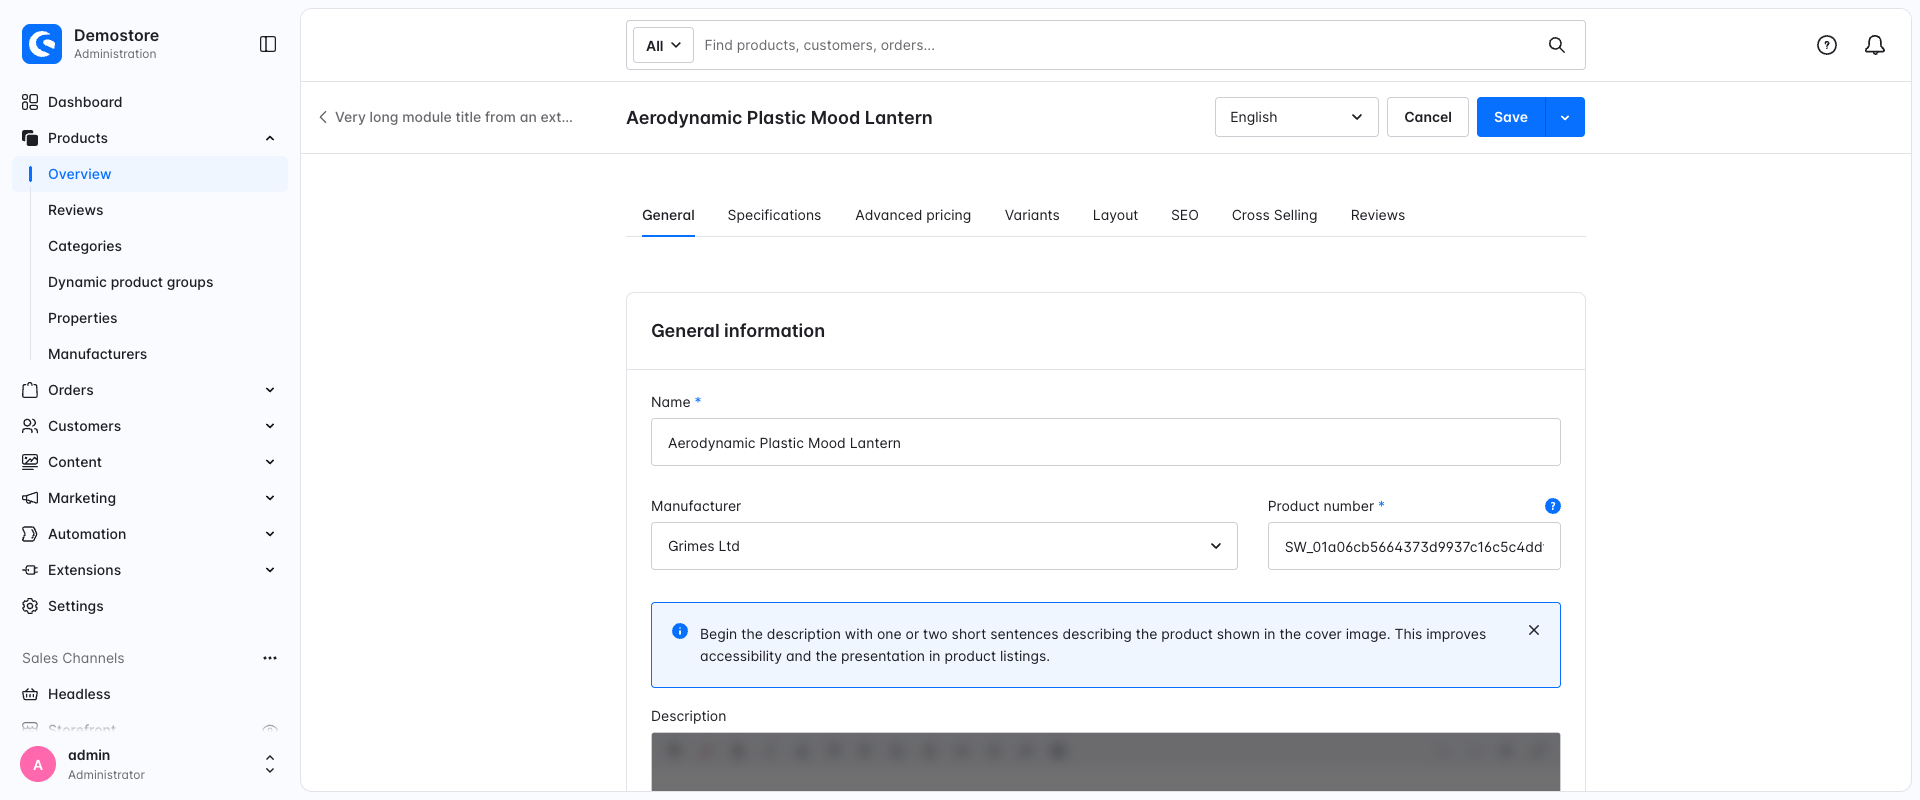 Demostore
Administration
Dashboard
Products
Overview
Reviews
Categories
Dynamic product groups
Properties
Manufacturers
Orders
Customers
Content
Marketing
Automation
Extensions
Settings
Sales Channels
Headless
Storefront
A
admin
Administrator
All
Find products, customers, orders...
Very long module title from an ext...
Aerodynamic Plastic Mood Lantern
English
Cancel
Save
General
Specifications
Advanced pricing
Variants
Layout
SEO
Cross Selling
Reviews
General information
Name *
Aerodynamic Plastic Mood Lantern
Manufacturer
Product number *
Grimes Ltd
SW_01a06cb5664373d9937c16c5c4dd
Begin the description with one or two short sentences describing the product shown in the cover image. This improves
accessibility and the presentation in product listings.
Description